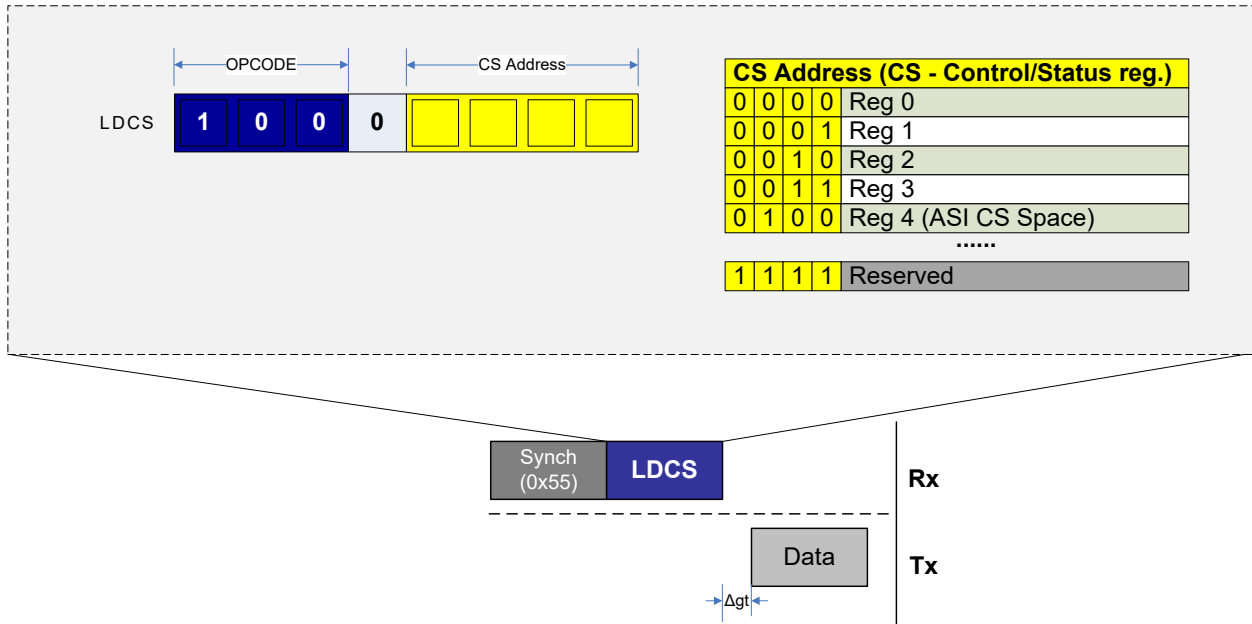 OPCODE
CS Address
LDCS
1 0 0 0
CS Address (CS - Control/Status reg.)
0 0 0 0 Reg 0
0 0 0 1 Reg 1
0 0 1 0 Reg 2
0 0 1 1 Reg 3
0 1 0 0 Reg 4 (ASI CS Space)
......
1 1 1 1 Reserved
Synch
(0x55)
LDCS
Rx
Data
Tx
Δgt